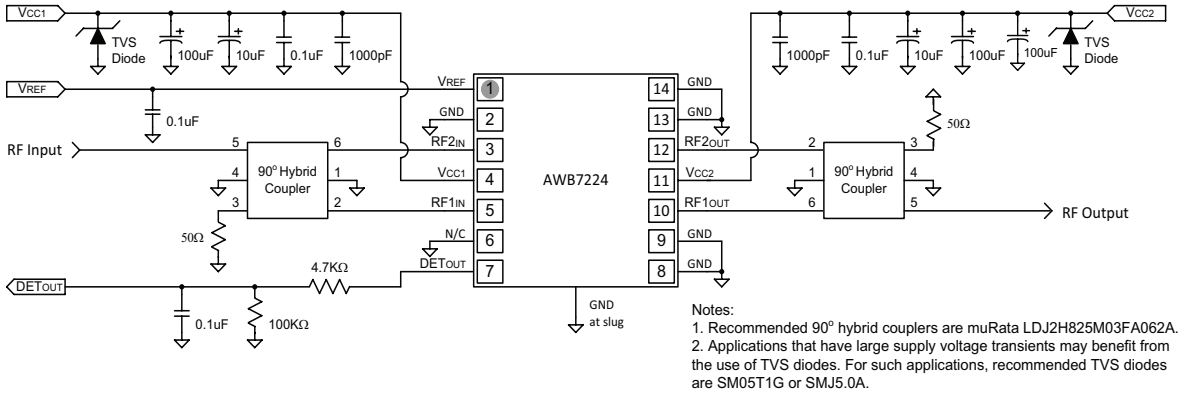 VCC1
VCC2
TVS
Diode
100uF
10uF
0.1uF
1000pF
1000pF
0.1uF
10uF
100uF
100uF
TVS
Diode
VREF
VREF
1
14
GND
0.1uF
GND
2
13
GND
50Ω
RF Input
5
6
RF2IN
3
12
RF2OUT
2
3
4
90° Hybrid
Coupler
1
VCC1
4
AWB7224
11
VCC2
1
90° Hybrid
Coupler
4
3
2
RF1IN
5
10
RF1OUT
6
5
RF Output
50Ω
N/C
6
9
GND
DETOUT
7
8
GND
DETOUT
4.7KΩ
0.1uF
100KΩ
GND
at slug
Notes:
1. Recommended 90° hybrid couplers are muRata LDJ2H825M03FA062A.
2. Applications that have large supply voltage transients may benefit from
the use of TVS diodes. For such applications, recommended TVS diodes
are SM05T1G or SMJ5.0A.